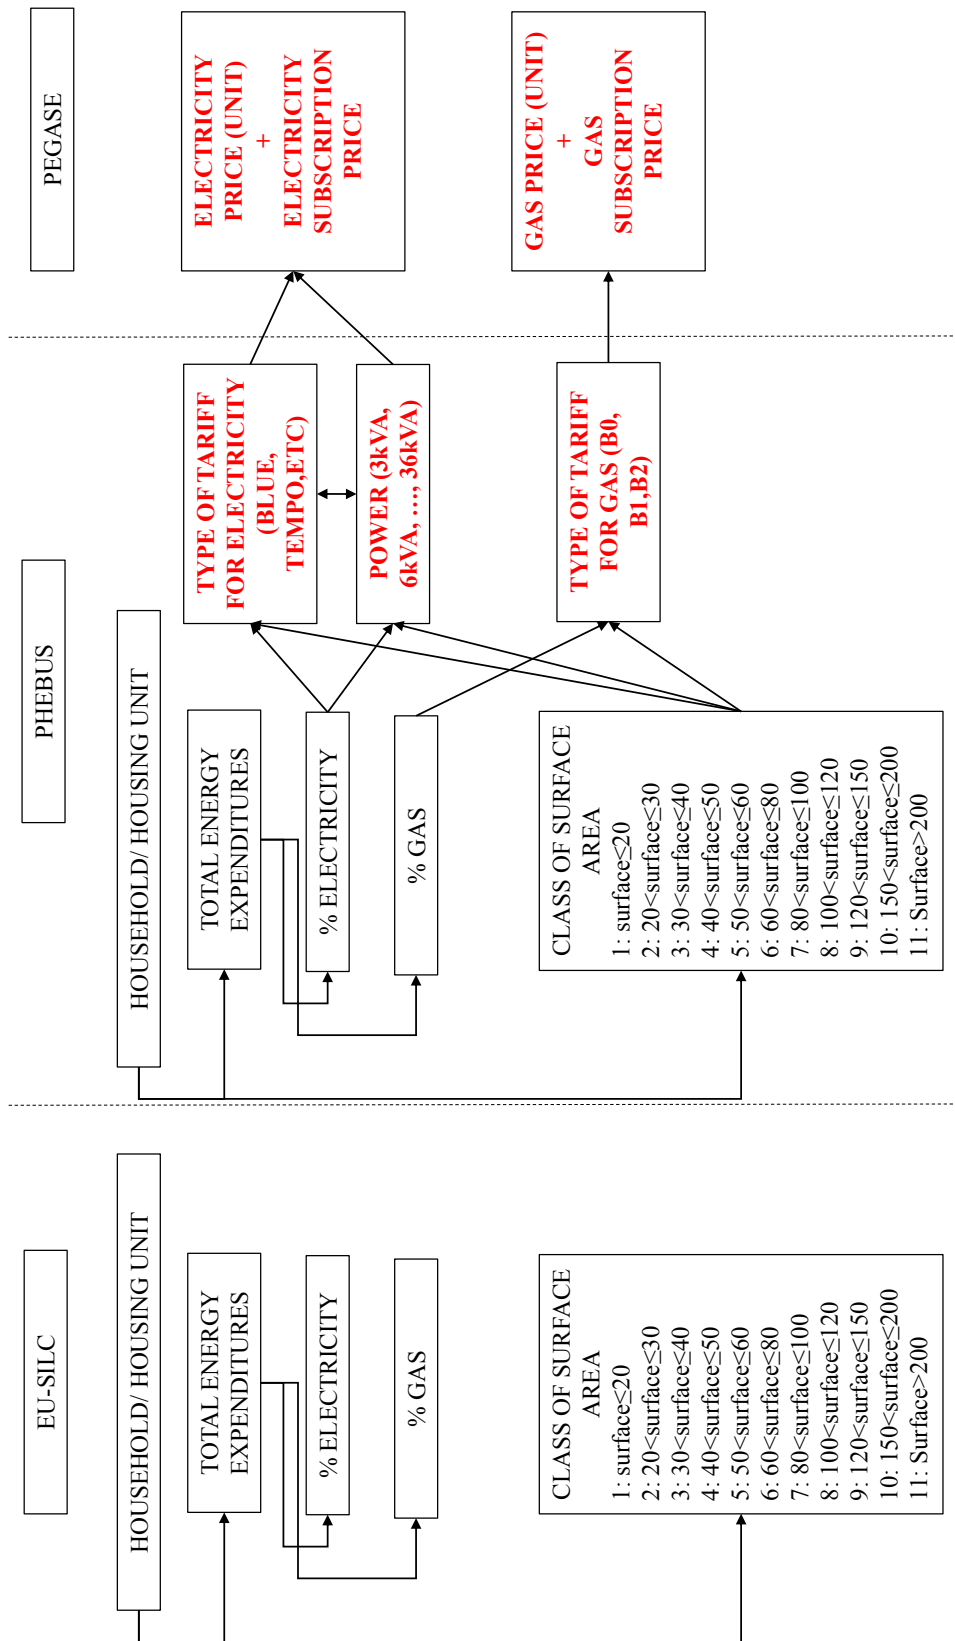 EU-SILC
HOUSEHOLD/ HOUSING UNIT
TOTAL ENERGY
EXPENDITURES
% ELECTRICITY
% GAS
CLASS OF SURFACE
AREA
1: surface≤20
2: 20<surface≤30
3: 30<surface≤40
4: 40<surface≤50
5: 50<surface≤60
6: 60<surface≤80
7: 80<surface≤100
8: 100<surface≤120
9: 120<surface≤150
10: 150<surface≤200
11: Surface>200
PHEBUS
HOUSEHOLD/ HOUSING UNIT
TOTAL ENERGY
EXPENDITURES
% ELECTRICITY
% GAS
CLASS OF SURFACE
AREA
1: surface≤20
2: 20<surface≤30
3: 30<surface≤40
4: 40<surface≤50
5: 50<surface≤60
6: 60<surface≤80
7: 80<surface≤100
8: 100<surface≤120
9: 120<surface≤150
10: 150<surface≤200
11: Surface>200
TYPE OF TARIFF
FOR ELECTRICITY
(BLUE,
TEMPO,ETC)
POWER (3kVA,
6kVA, …, 36kVA)
TYPE OF TARIFF
FOR GAS (B0,
B1,B2)
PEGASE
ELECTRICITY
PRICE (UNIT)
+
ELECTRICITY
SUBSCRIPTION
PRICE
GAS PRICE (UNIT)
+
GAS
SUBSCRIPTION
PRICE